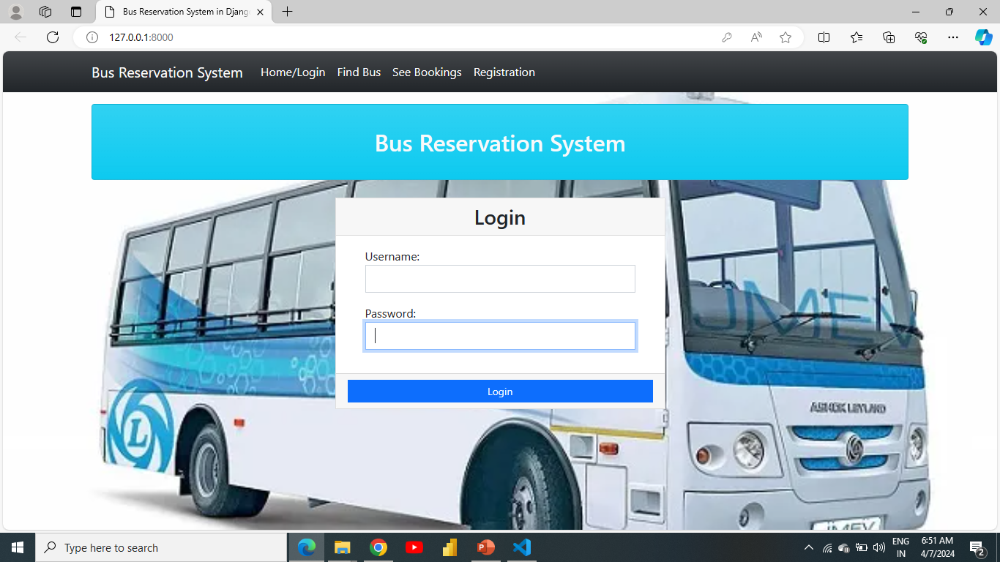 Bus Reservation System in Djang
127.0.0.1:8000
Bus Reservation System Home/Login Find Bus See Bookings Registration
Bus Reservation System
Login
Username:
Password:
Login
JMEV
ASHOK LEYLAND
L
JMEV
Type here to search
ENG
IN
6:51 AM
4/7/2024
2